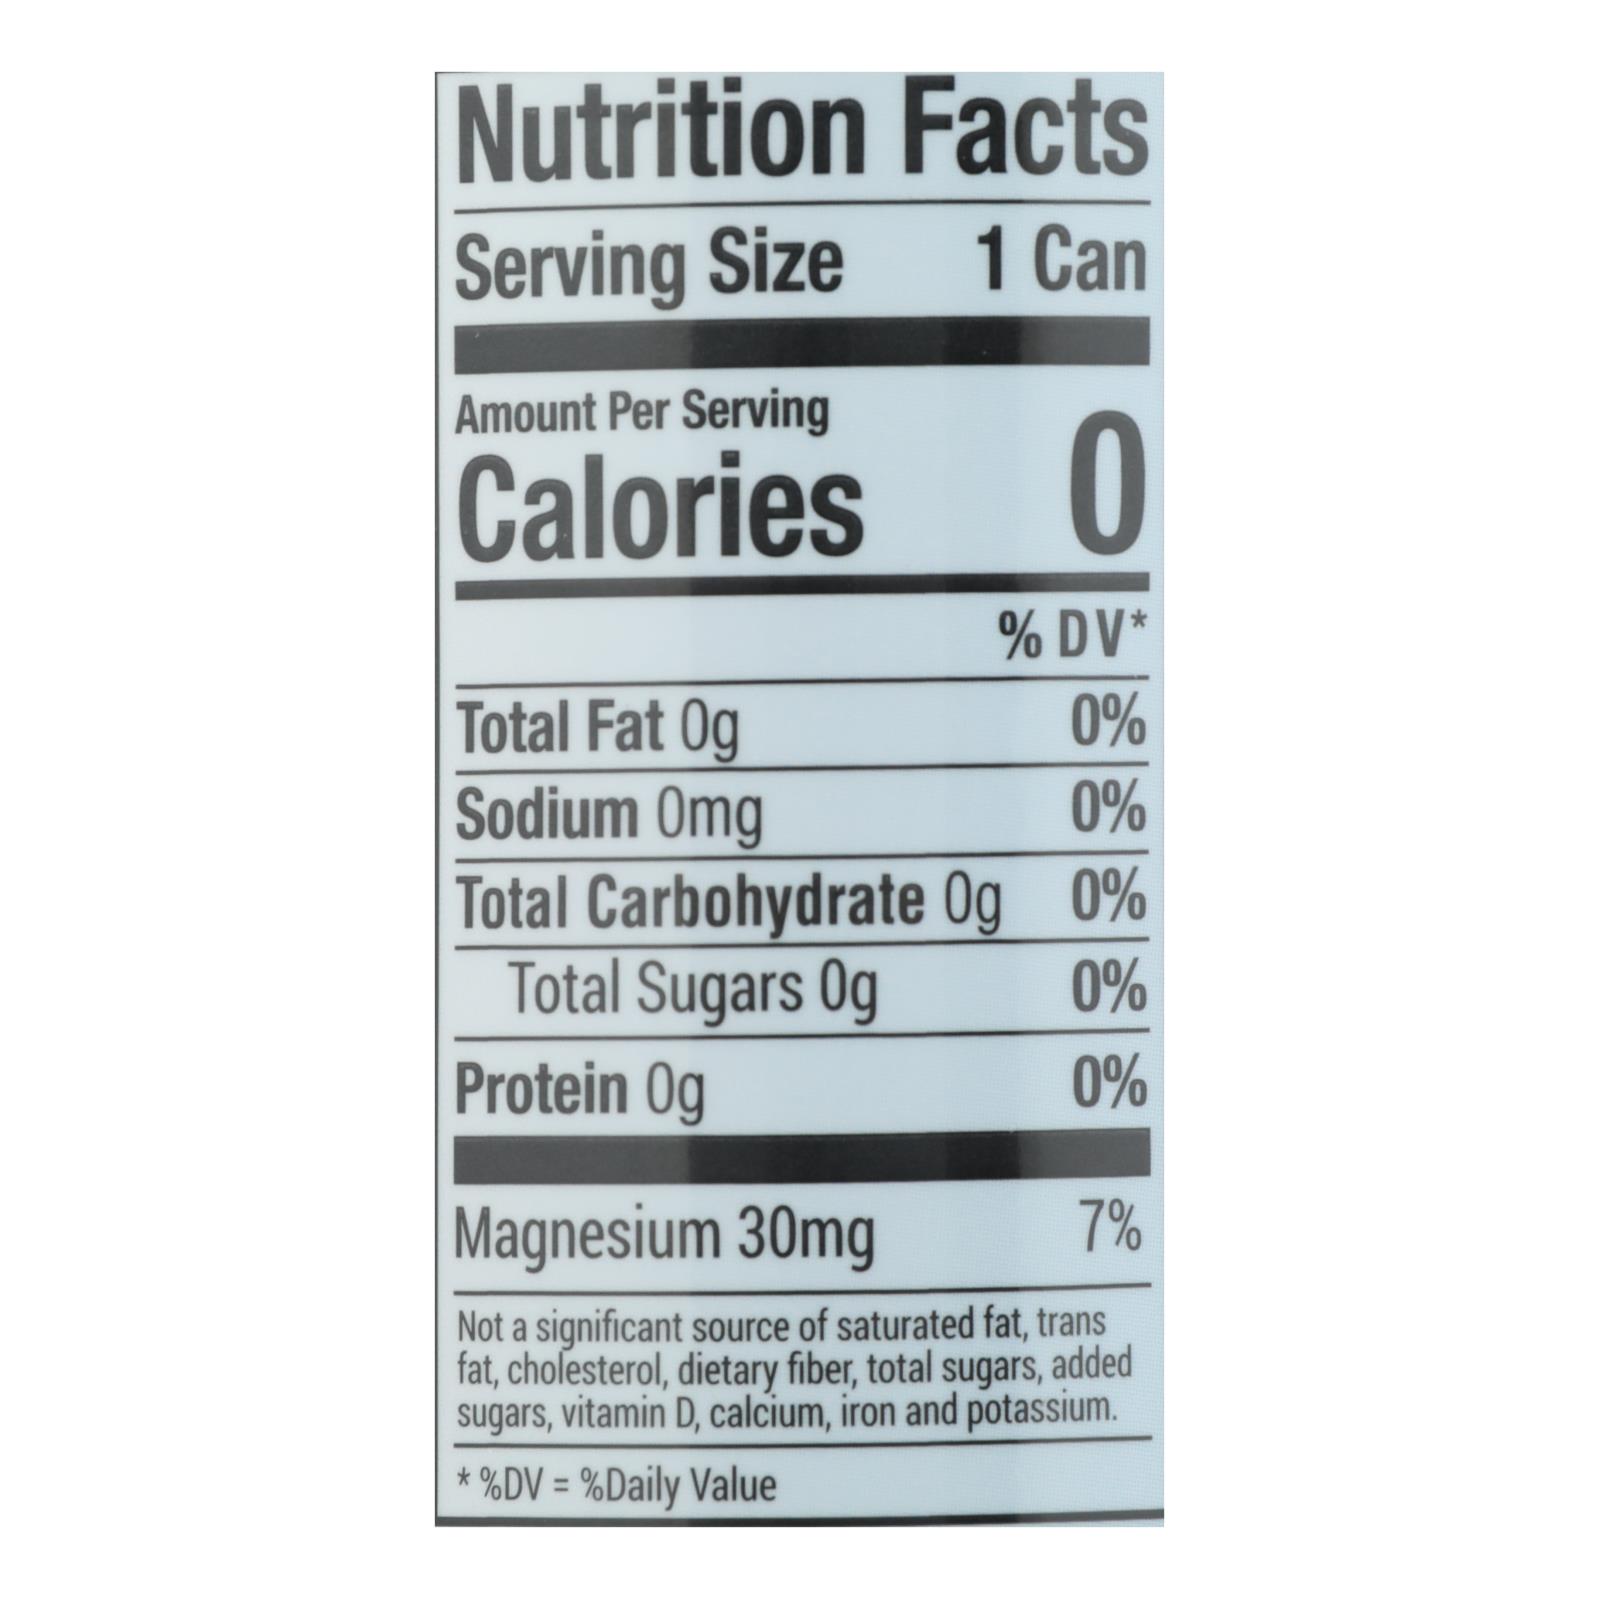 Nutrition Facts
Serving Size 1 Can
Amount Per Serving
Calories 0
% DV*
Total Fat 0g 0%
Sodium 0mg 0%
Total Carbohydrate 0g 0%
Total Sugars 0g 0%
Protein 0g 0%
Magnesium 30mg 7%
Not a significant source of saturated fat, trans
fat, cholesterol, dietary fiber, total sugars, added
sugars, vitamin D, calcium, iron and potassium.
* %DV = %Daily Value